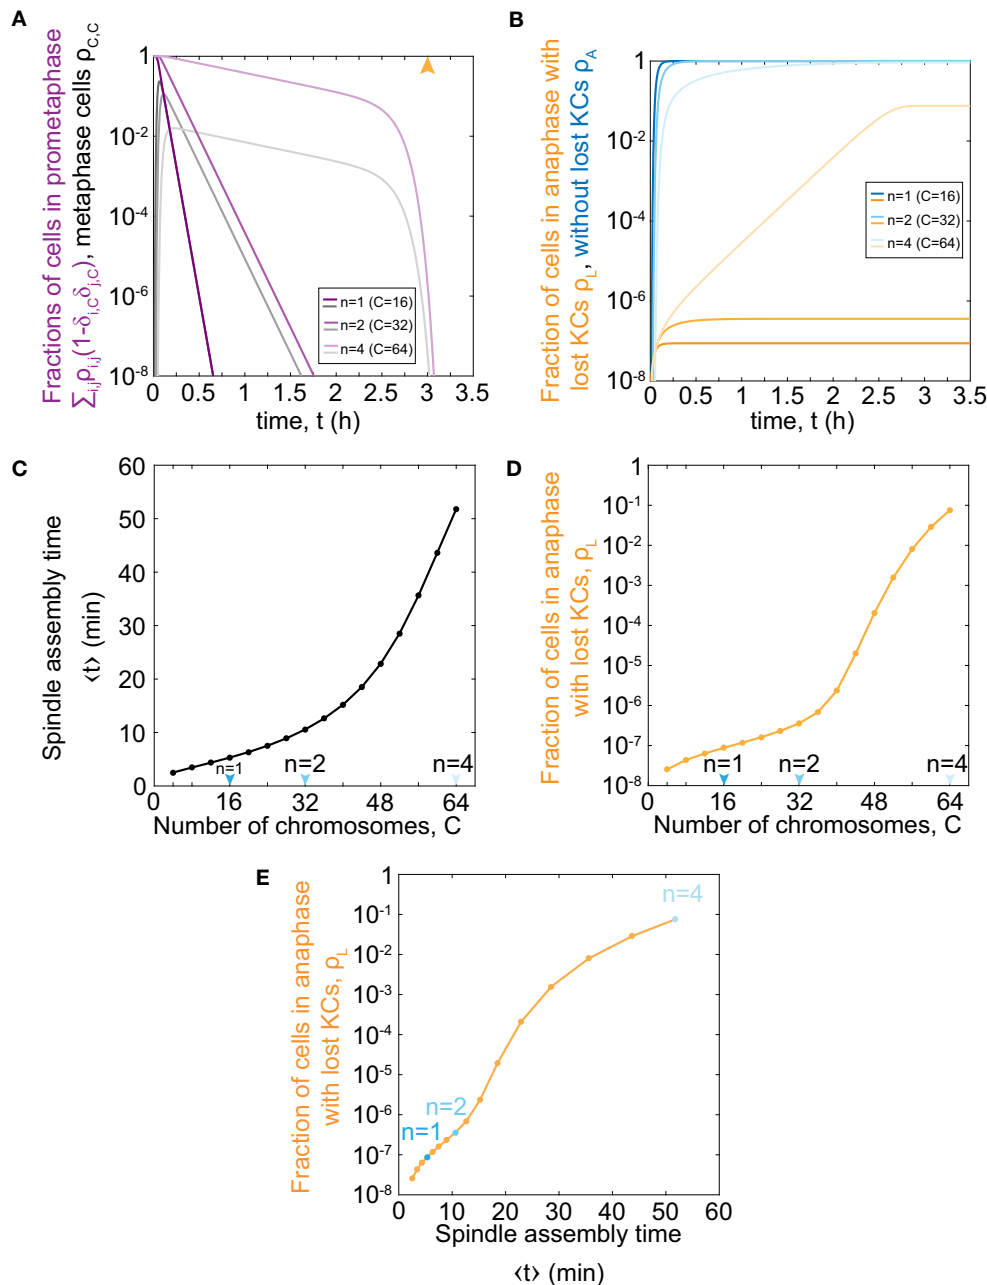 A
Fractions of cells in prometaphase
∑i,jρi,j(1-δi,Cδj,C), metaphase cells ρC,C
1
10-2
10-4
10-6
10-8
n=1 (C=16)
n=2 (C=32)
n=4 (C=64)
0 0.5 1 1.5 2 2.5 3 3.5
time, t (h)
B
Fraction of cells in anaphase with
lost KCs ρL, without lost KCs ρA
1
10-2
10-4
10-6
10-8
n=1 (C=16)
n=2 (C=32)
n=4 (C=64)
0 0.5 1 1.5 2 2.5 3 3.5
time, t (h)
C
Spindle assembly time
⟨t⟩ (min)
60
50
40
30
20
10
0
n=1 n=2 n=4
0 16 32 48 64
Number of chromosomes, C
D
Fraction of cells in anaphase
with lost KCs, ρL
1
10-1
10-2
10-3
10-4
10-5
10-6
10-7
10-8
n=1 n=2 n=4
0 16 32 48 64
Number of chromosomes, C
E
Fraction of cells in anaphase
with lost KCs, ρL
1
10-1
10-2
10-3
10-4
10-5
10-6
10-7
10-8
n=4
n=2
n=1
0 10 20 30 40 50 60
Spindle assembly time
⟨t⟩ (min)